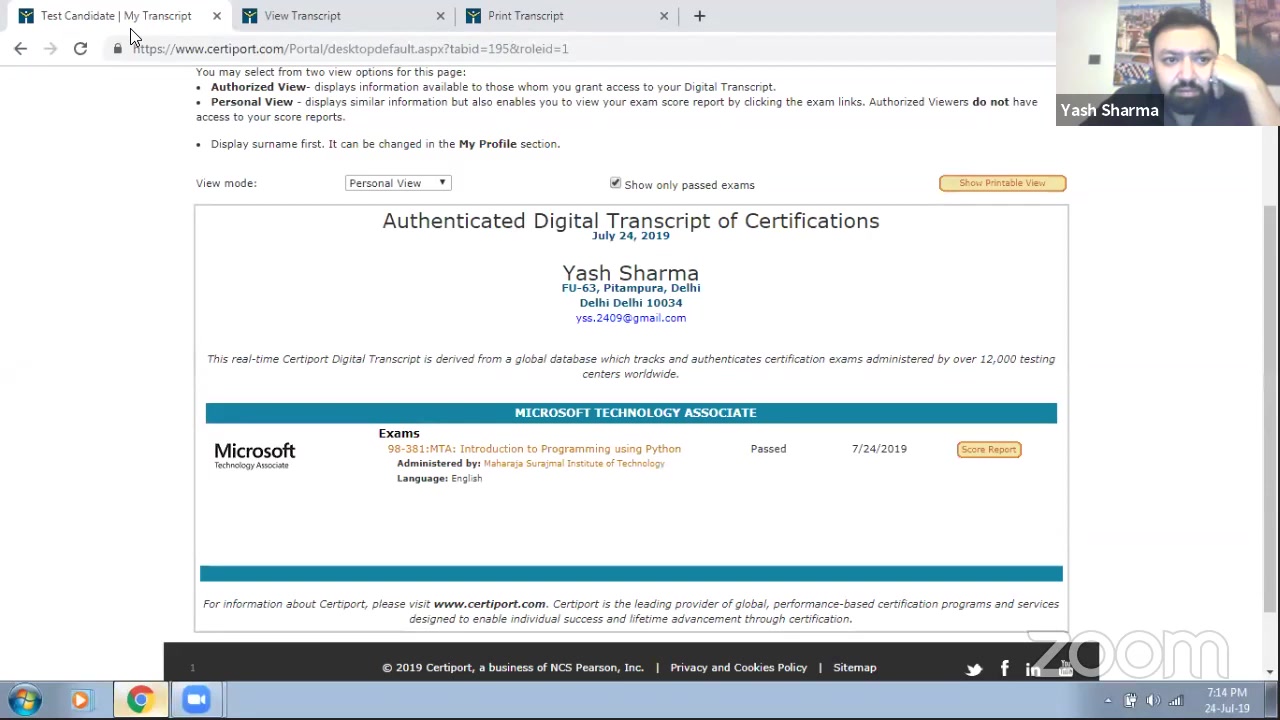 Test Candidate | My Transcript
View Transcript
Print Transcript
https://www.certiport.com/Portal/desktopdefault.aspx?tabid=195&roleid=1
Yash Sharma
You may select from two view options for this page:
Authorized View- displays information available to those whom you grant access to your Digital Transcript.
Personal View - displays similar information but also enables you to view your exam score report by clicking the exam links. Authorized Viewers do not have
access to your score reports.
Display surname first. It can be changed in the My Profile section.
View mode: Personal View Show only passed exams Show Printable View
Authenticated Digital Transcript of Certifications
July 24, 2019
Yash Sharma
FU-63, Pitampura, Delhi
Delhi Delhi 10034
yss.2409@gmail.com
This real-time Certiport Digital Transcript is derived from a global database which tracks and authenticates certification exams administered by over 12,000 testing
centers worldwide.
MICROSOFT TECHNOLOGY ASSOCIATE
Exams
Microsoft
Technology Associate
98-381:MTA: Introduction to Programming using Python Passed 7/24/2019 Score Report
Administered by: Maharaja Surajmal Institute of Technology
Language: English
For information about Certiport, please visit www.certiport.com. Certiport is the leading provider of global, performance-based certification programs and services
designed to enable individual success and lifetime advancement through certification.
zoom
1 © 2019 Certiport, a business of NCS Pearson, Inc. | Privacy and Cookies Policy | Sitemap
7:14 PM
24-Jul-19